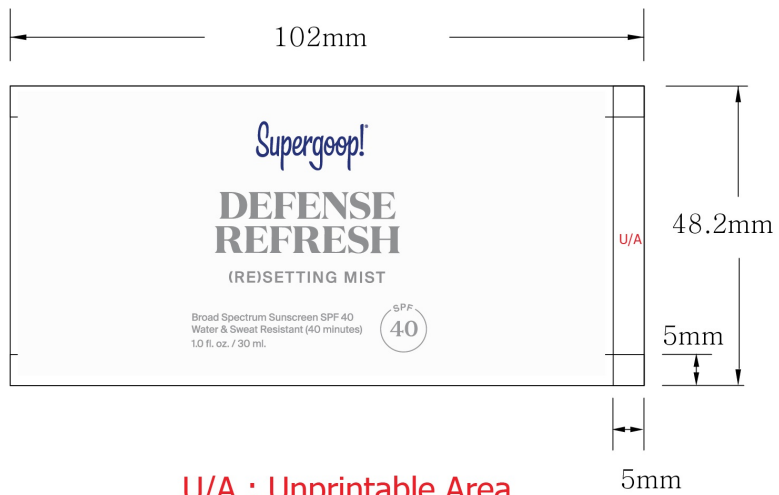 102mm
Supergoop!
DEFENSE
REFRESH
(RE)SETTING MIST
Broad Spectrum Sunscreen SPF 40
Water & Sweat Resistant (40 minutes)
1.0 fl. oz. / 30 ml.
SPF
40
U/A
48.2mm
5mm
5mm
U/A : Unprintable Area